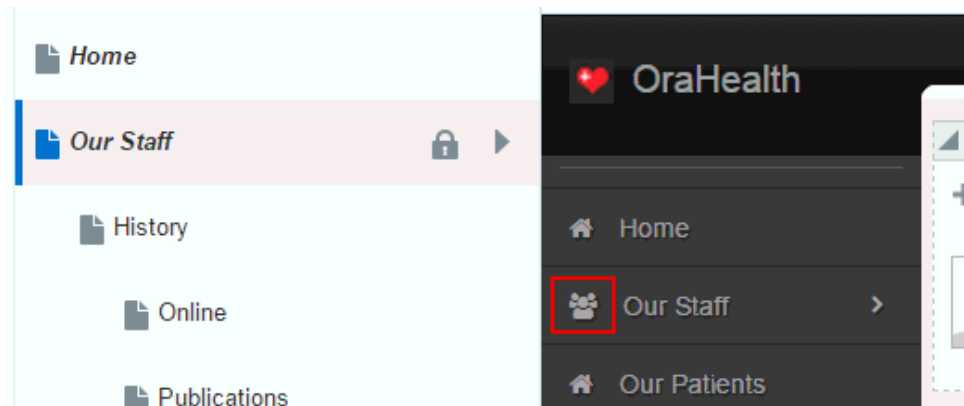 Home
Our Staff
History
Online
Publications
OraHealth
Home
Our Staff
Our Patients